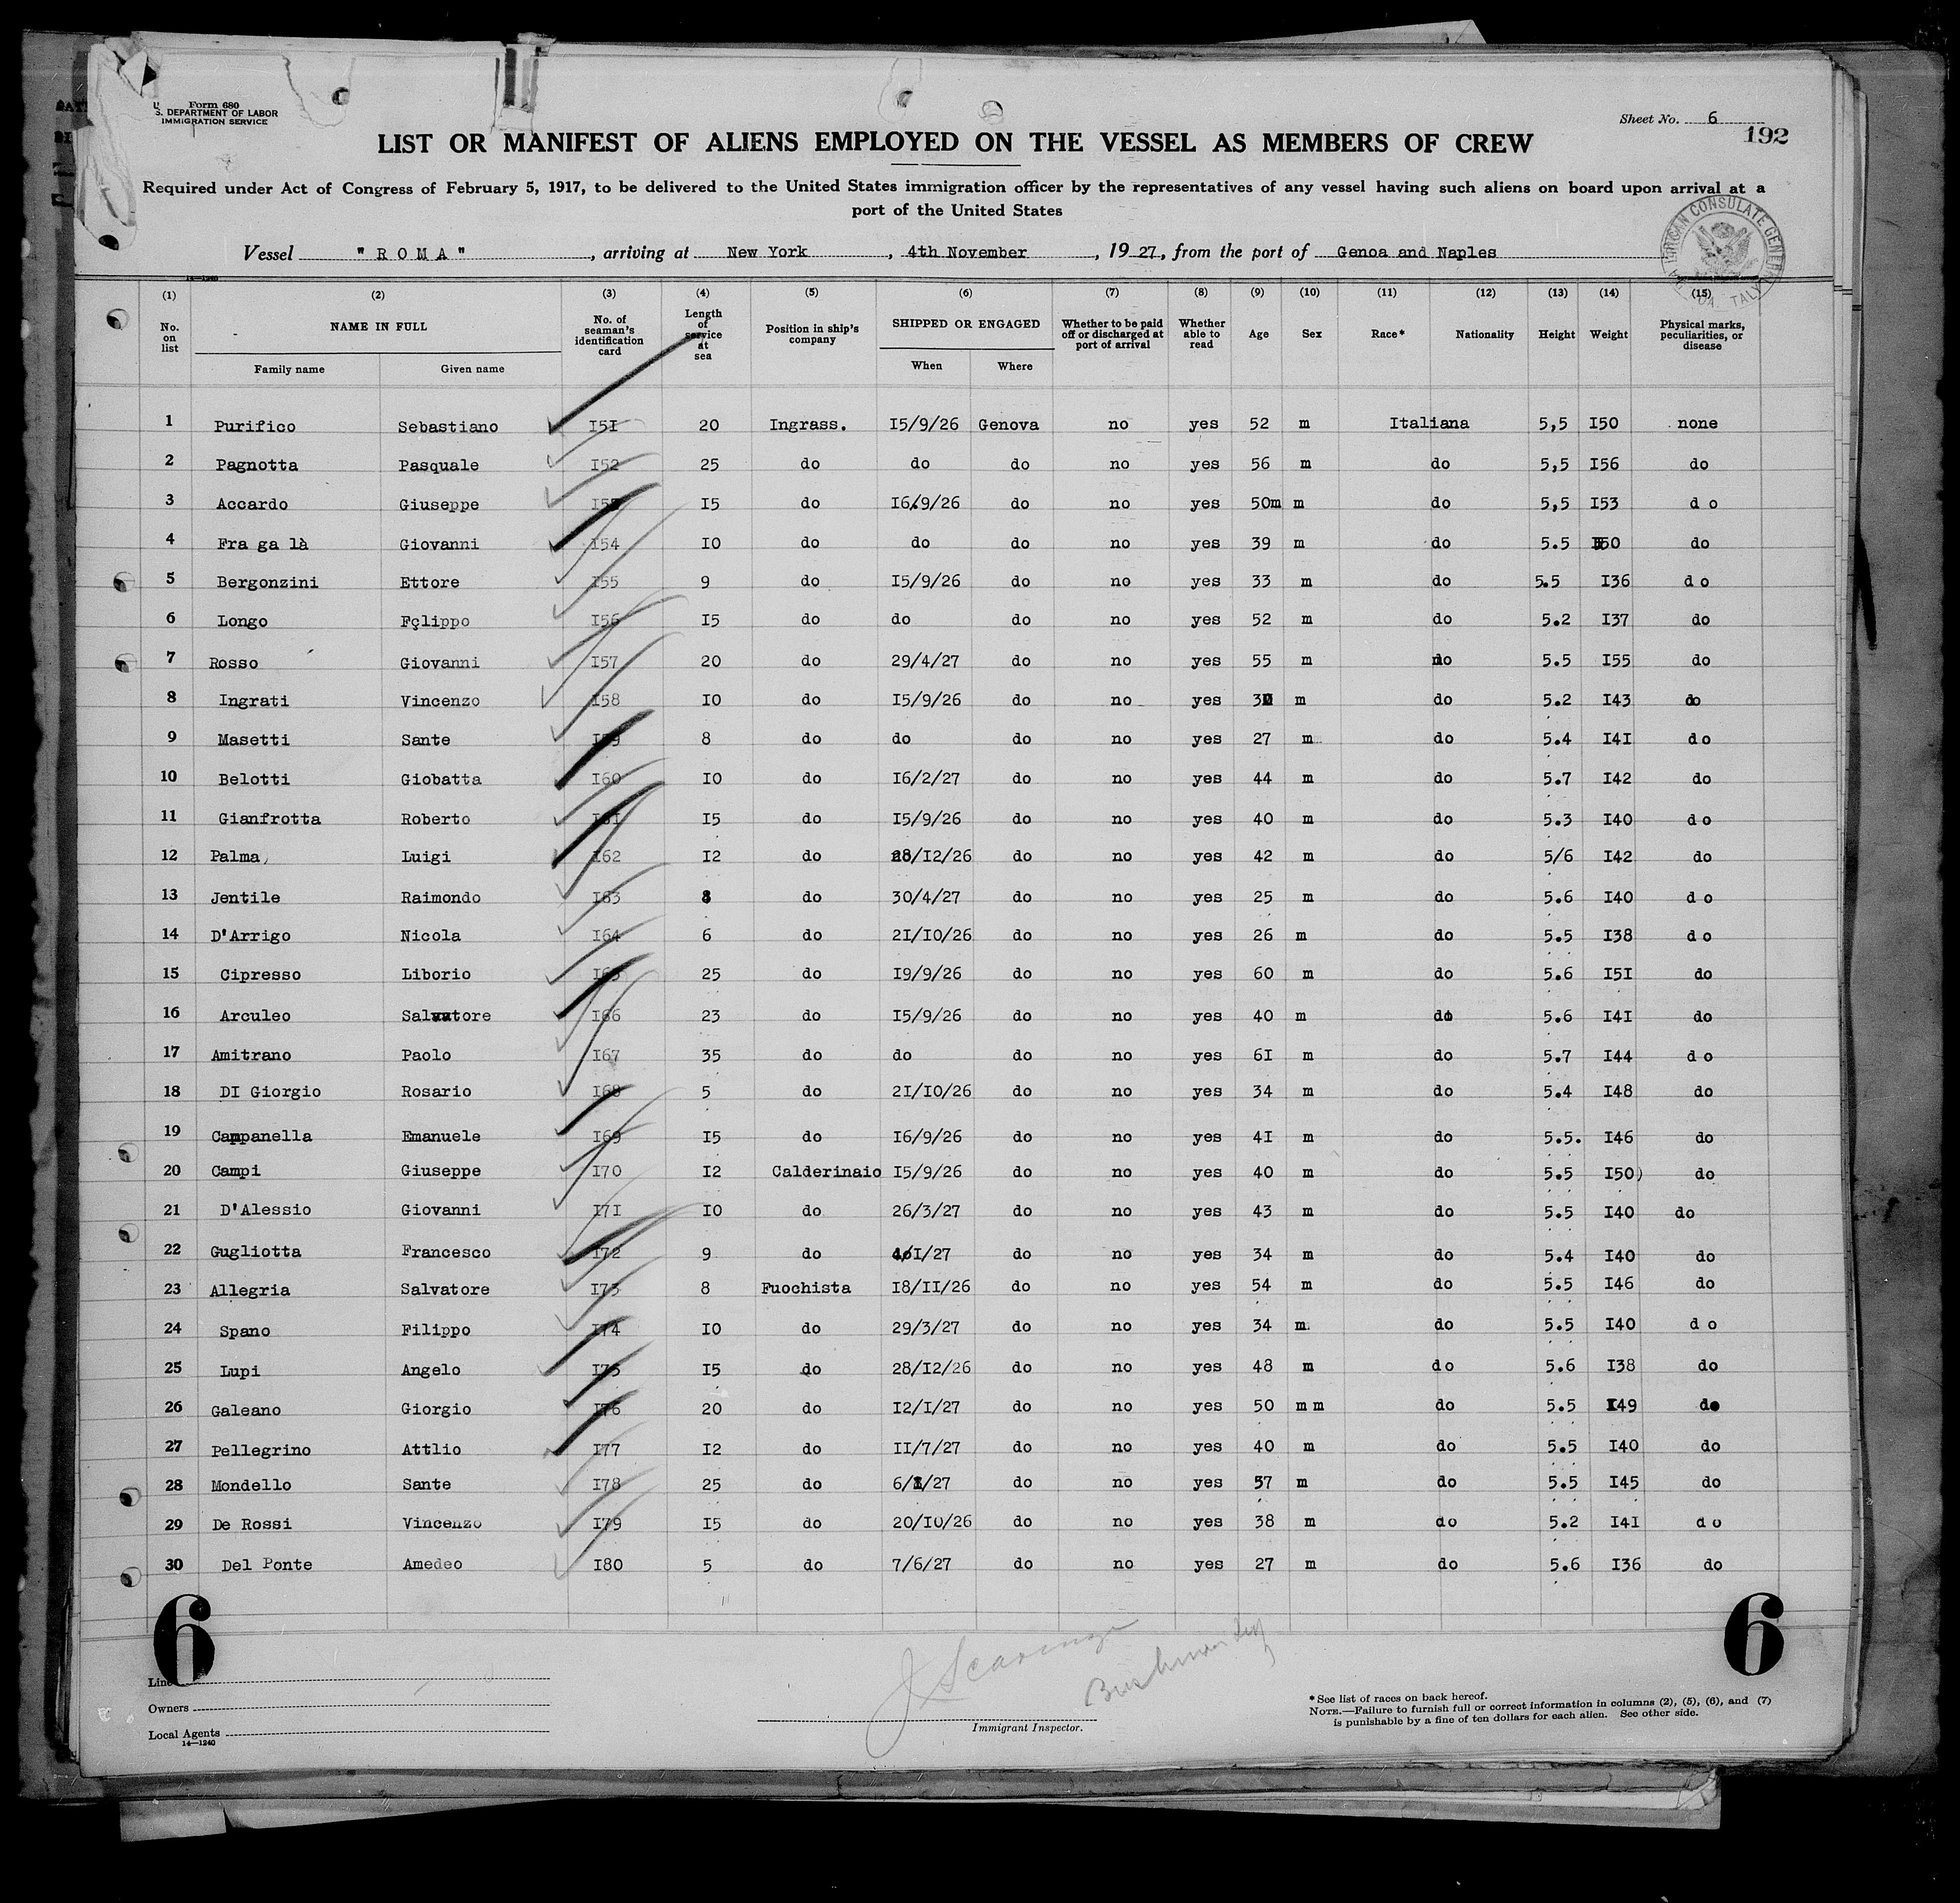 U. S. DEPARTMENT OF LABOR
Form 680
IMMIGRATION SERVICE
Sheet No. 6
192
LIST OR MANIFEST OF ALIENS EMPLOYED ON THE VESSEL AS MEMBERS OF CREW
Required under Act of Congress of February 5, 1917, to be delivered to the United States immigration officer by the representatives of any vessel having such aliens on board upon arrival at a
port of the United States
Vessel "ROMA", arriving at New York, 4th November, 1927, from the port of Genoa and Naples
14-1240
AMERICAN CONSULATE GENERAL
(1) (2) (3) (4) (5) (6) (7) (8) (9) (10) (11) (12) (13) (14) (15)
No. on list NAME IN FULL No. of seaman's identification card Length of service at sea Position in ship's company SHIPPED OR ENGAGED Whether to be paid off or discharged at port of arrival Whether able to read Age Sex Race* Nationality Height Weight Physical marks, peculiarities, or disease
Family name Given name When Where
1 Purifico Sebastiano I5I 20 Ingrass. I5/9/26 Genova no yes 52 m Italiana 5,5 I50 none
2 Pagnotta Pasquale I52 25 do do do no yes 56 m do 5,5 I56 do
3 Accardo Giuseppe I53 I5 do I6/9/26 do no yes 50m m do 5,5 I53 d o
4 Fra ga là Giovanni I54 I0 do do do no yes 39 m do 5.5 I50 do
5 Bergonzini Ettore I55 9 do I5/9/26 do no yes 33 m do 5.5 I36 d o
6 Longo Fçlippo I56 I5 do do do no yes 52 m do 5.2 I37 do
7 Rosso Giovanni I57 20 do 29/4/27 do no yes 55 m do 5.5 I55 do
8 Ingrati Vincenzo I58 I0 do I5/9/26 do no yes m do 5.2 I43 do
9 Masetti Sante I59 8 do do do no yes 27 m do 5.4 I4I do
10 Belotti Giobatta I60 I0 do I6/2/27 do no yes 44 m do 5.7 I42 do
11 Gianfrotta Roberto I6I I5 do I5/9/26 do no yes 40 m do 5.3 I40 do
12 Palma Luigi I62 I2 do 28/I2/26 do no yes 42 m do 5/6 I42 do
13 Jentile Raimondo I63 do 30/4/27 do no yes 25 m do 5.6 I40 d o
14 D'Arrigo Nicola I64 6 do 2I/I0/26 do no yes 26 m do 5.5 I38 d o
15 Cipresso Liborio I65 25 do I9/9/26 do no yes 60 m do 5.6 I5I do
16 Arculeo Salvatore I66 23 do I5/9/26 do no yes 40 m do 5.6 I4I do
17 Amitrano Paolo I67 35 do do do no yes 6I m do 5.7 I44 d o
18 DI Giorgio Rosario I68 5 do 2I/I0/26 do no yes 34 m do 5.4 I48 do
19 Campanella Emanuele I69 I5 do I6/9/26 do no yes 4I m do 5.5. I46 do
20 Campi Giuseppe I70 I2 Calderinaio I5/9/26 do no yes 40 m do 5.5 I50) do
21 D'Alessio Giovanni I7I I0 do 26/3/27 do no yes 43 m do 5.5 I40 do
22 Gugliotta Francesco I72 9 do do no yes 34 m do 5.4 I40 do
23 Allegria Salvatore I73 8 Fuochista I8/II/26 do no yes 54 m do 5.5 I46 do
24 Spano Filippo I74 I0 do 29/3/27 do no yes 34 m. do 5.5 I40 d o
25 Lupi Angelo I75 I5 do 28/I2/26 do no yes 48 m do 5.6 I38 do
26 Galeano Giorgio I76 20 do I2/I/27 do no yes 50 m m do 5.5 I49 do
27 Pellegrino Attlio I77 I2 do II/7/27 do no yes 40 m do 5.5 I40 do
28 Mondello Sante I78 25 do do no yes 37 m do 5.5 I45 do
29 De Rossi Vincenzo I79 I5 do 20/I0/26 do no yes 38 m do 5.2 I4I d o
30 Del Ponte Amedeo I80 5 do 7/6/27 do no yes 27 m do 5.6 I36 do
6 6
Line
Owners
Local Agents
14-1240
Immigrant Inspector.
*See list of races on back hereof.
NOTE.—Failure to furnish full or correct information in columns (2), (5), (6), and (7)
is punishable by a fine of ten dollars for each alien. See other side.